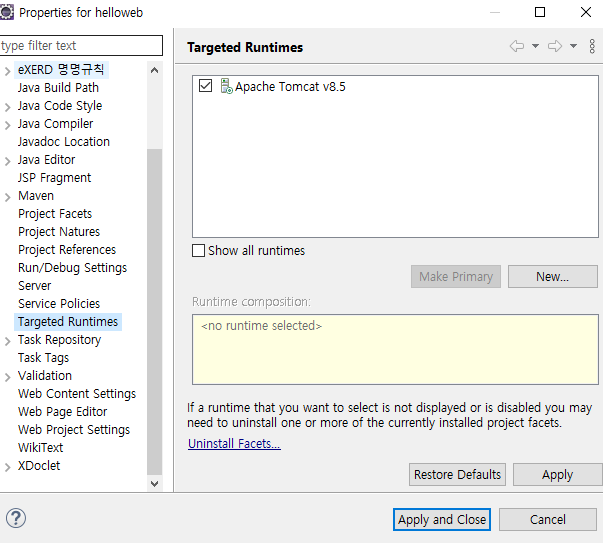 Properties for helloweb
type filter text
Targeted Runtimes
eXERD 명명규칙
Java Build Path
Java Code Style
Java Compiler
Javadoc Location
Java Editor
JSP Fragment
Maven
Project Facets
Project Natures
Project References
Run/Debug Settings
Server
Service Policies
Targeted Runtimes
Task Repository
Task Tags
Validation
Web Content Settings
Web Page Editor
Web Project Settings
WikiText
XDoclet
Apache Tomcat v8.5
Show all runtimes
Make Primary
New...
Runtime composition:
<no runtime selected>
If a runtime that you want to select is not displayed or is disabled you may
need to uninstall one or more of the currently installed project facets.
Uninstall Facets...
Restore Defaults
Apply
?
Apply and Close
Cancel